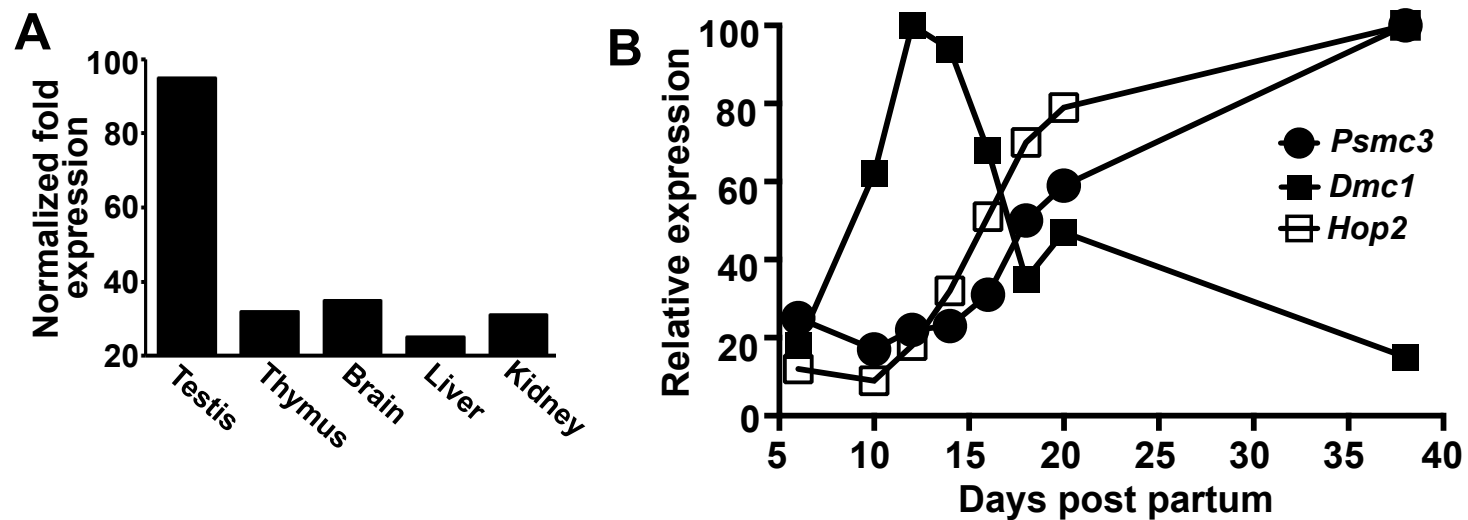 A
Normalized fold
expression
100
80
60
40
20
Testis
Thymus
Brain
Liver
Kidney
B
Relative expression
100
80
60
40
20
0
5
10
15
20
25
30
35
40
Days post partum
Psmc3
Dmc1
Hop2